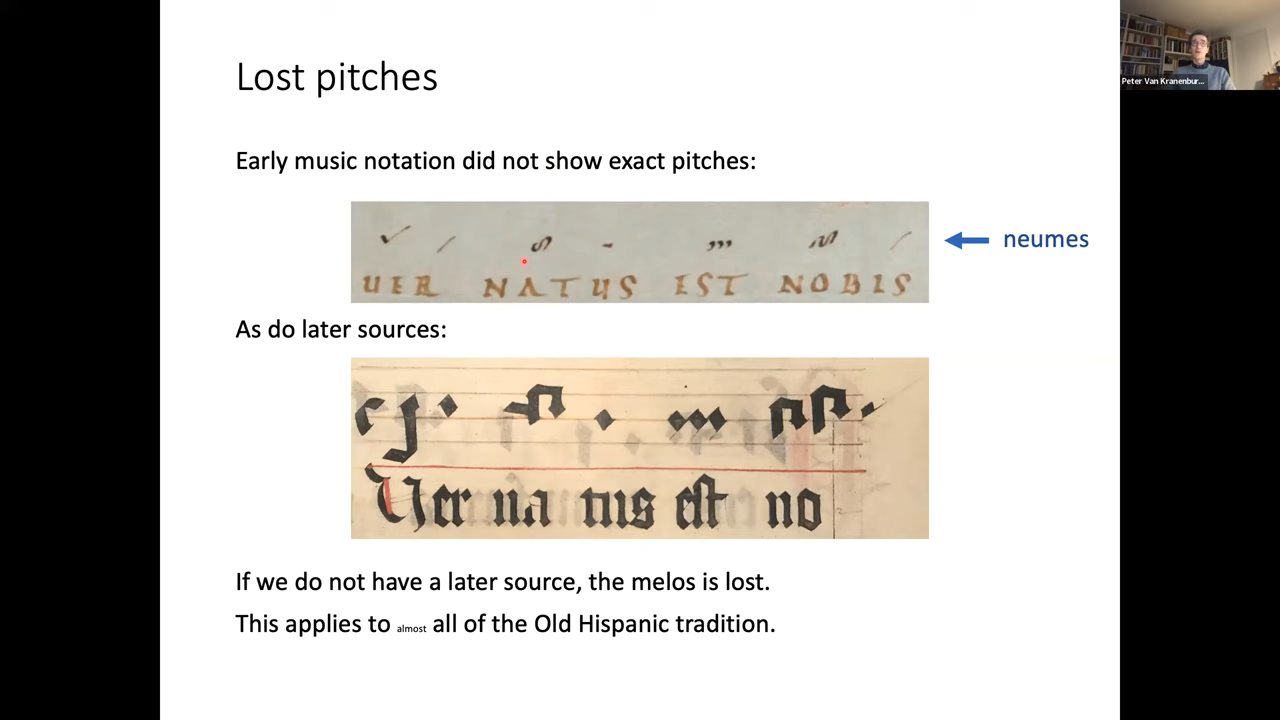 Lost pitches
Peter Van Kranenbur...
Early music notation did not show exact pitches:
neumes
UER NATUS EST NOBIS
As do later sources:
Uer na tus est no
If we do not have a later source, the melos is lost.
This applies to almost all of the Old Hispanic tradition.